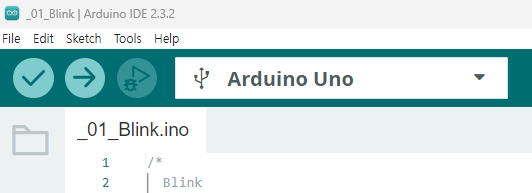 _01_Blink | Arduino IDE 2.3.2
File Edit Sketch Tools Help
Arduino Uno
_01_Blink.ino
1 /*
2 Blink